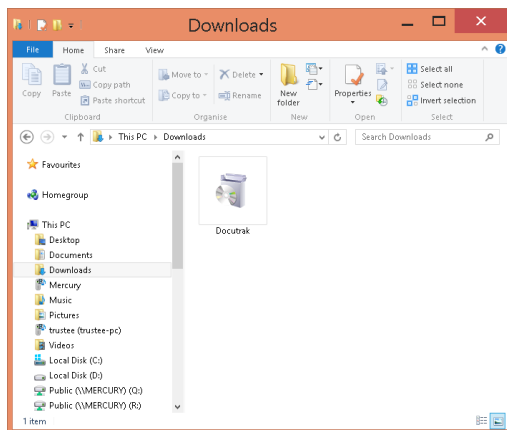 Downloads
File Home Share View
Cut
Copy path
Paste shortcut
Copy Paste
Clipboard
Move to
Copy to
Delete
Rename
Organise
New folder
New
Properties
Open
Select all
Select none
Invert selection
Select
This PC Downloads
Search Downloads
Favourites
Homegroup
This PC
Desktop
Documents
Downloads
Mercury
Music
Pictures
trustee (trustee-pc)
Videos
Local Disk (C:)
Local Disk (D:)
Public (\\MERCURY) (Q:)
Public (\\MERCURY) (R:)
Docutrak
1 item